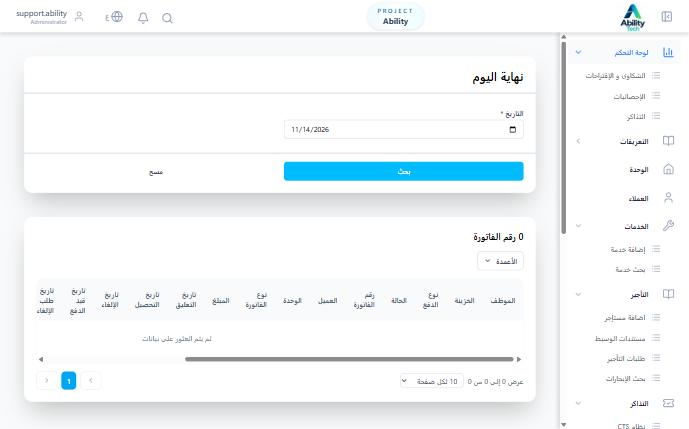 support.ability
Administrator
ع
PROJECT
Ability
Ability
tech
لوحة التحكم
الشكاوى و الإقتراحات
الإحصائيات
التذاكر
التعريفات
الوحدة
العملاء
الخدمات
إضافة خدمة
بحث خدمة
التأجير
اضافة مستإجر
مستندات الوسيط
طلبات التأجير
بحث الإيجارات
التذاكر
نظام CTS
نهاية اليوم
التاريخ *
11/14/2026
بحث
مسح
0 رقم الفاتورة
الأعمدة
الموظف
الخزينة
نوع الدفع
الحالة
رقم الفاتورة
العميل
الوحدة
نوع الفاتورة
المبلغ
تاريخ التعليق
تاريخ التحصيل
تاريخ الإلغاء
تاريخ قيد الدفع
تاريخ طلب الإلغاء
لم يتم العثور على بيانات
عرض 0 إلى 0 من 0
10 لكل صفحة
1